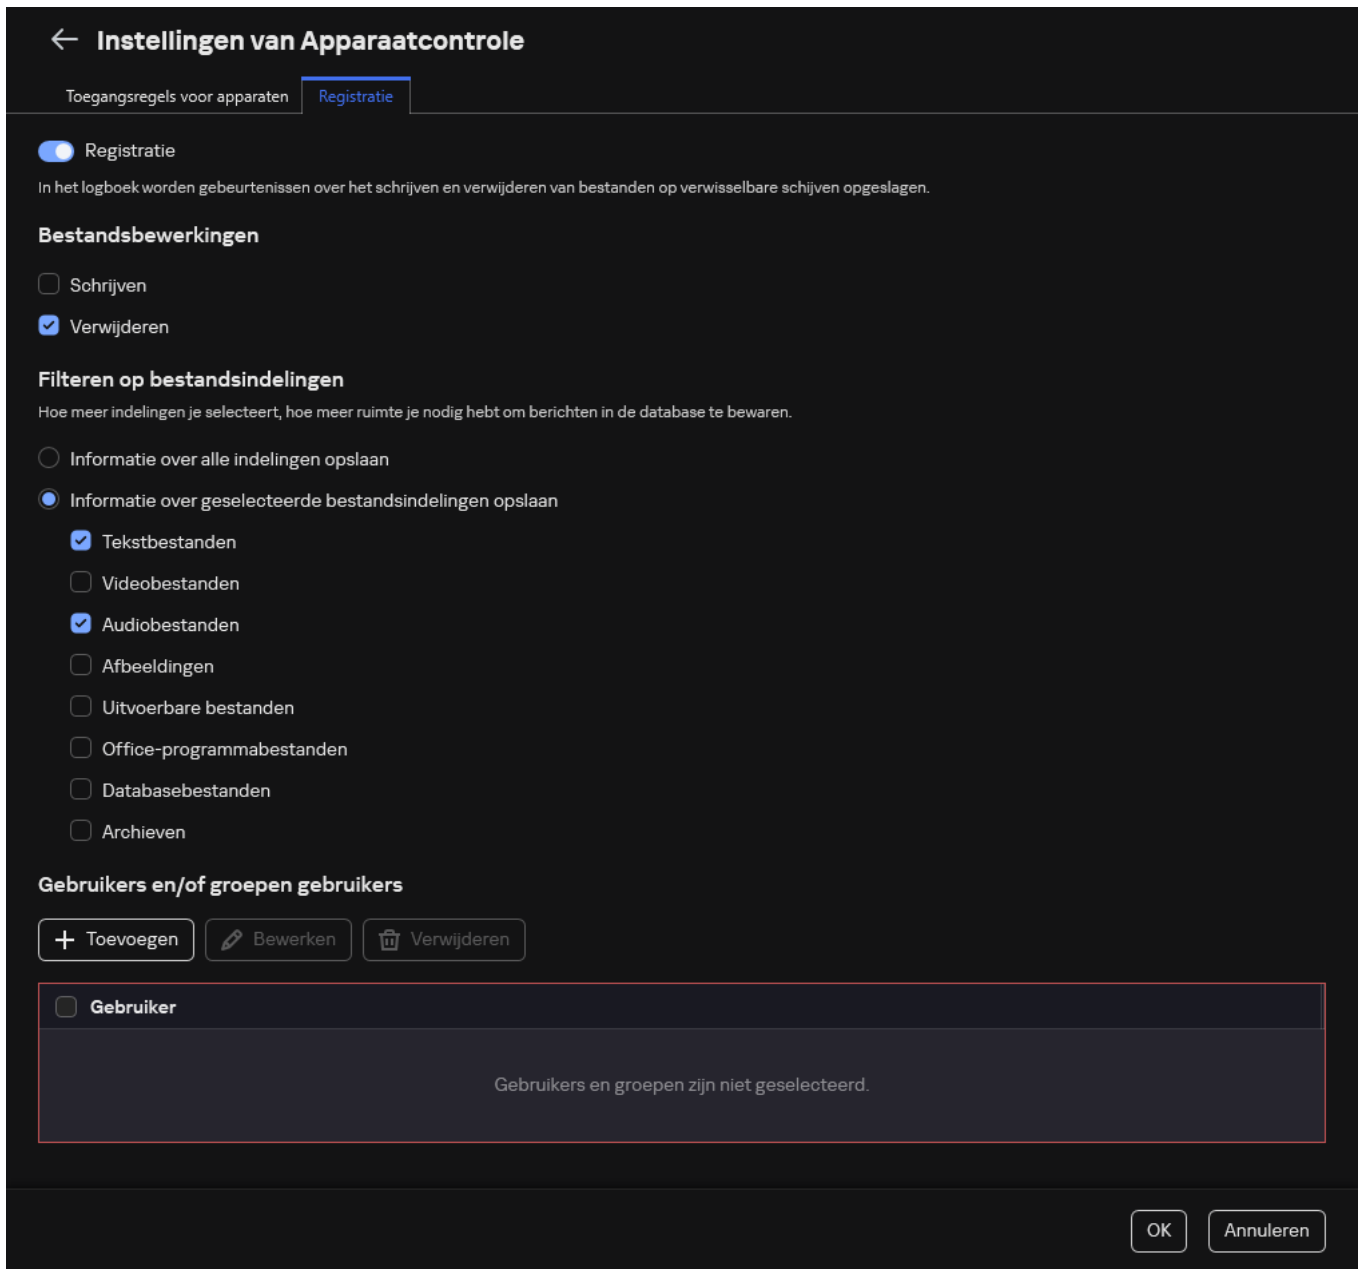 Instellingen van Apparaatcontrole
Toegangsregels voor apparaten
Registratie
Registratie
In het logboek worden gebeurtenissen over het schrijven en verwijderen van bestanden op verwisselbare schijven opgeslagen.
Bestandsbewerkingen
Schrijven
Verwijderen
Filteren op bestandsindelingen
Hoe meer indelingen je selecteert, hoe meer ruimte je nodig hebt om berichten in de database te bewaren.
Informatie over alle indelingen opslaan
Informatie over geselecteerde bestandsindelingen opslaan
Tekstbestanden
Videobestanden
Audiobestanden
Afbeeldingen
Uitvoerbare bestanden
Office-programmabestanden
Databasebestanden
Archieven
Gebruikers en/of groepen gebruikers
Toevoegen
Bewerken
Verwijderen
Gebruiker
Gebruikers en groepen zijn niet geselecteerd.
OK
Annuleren